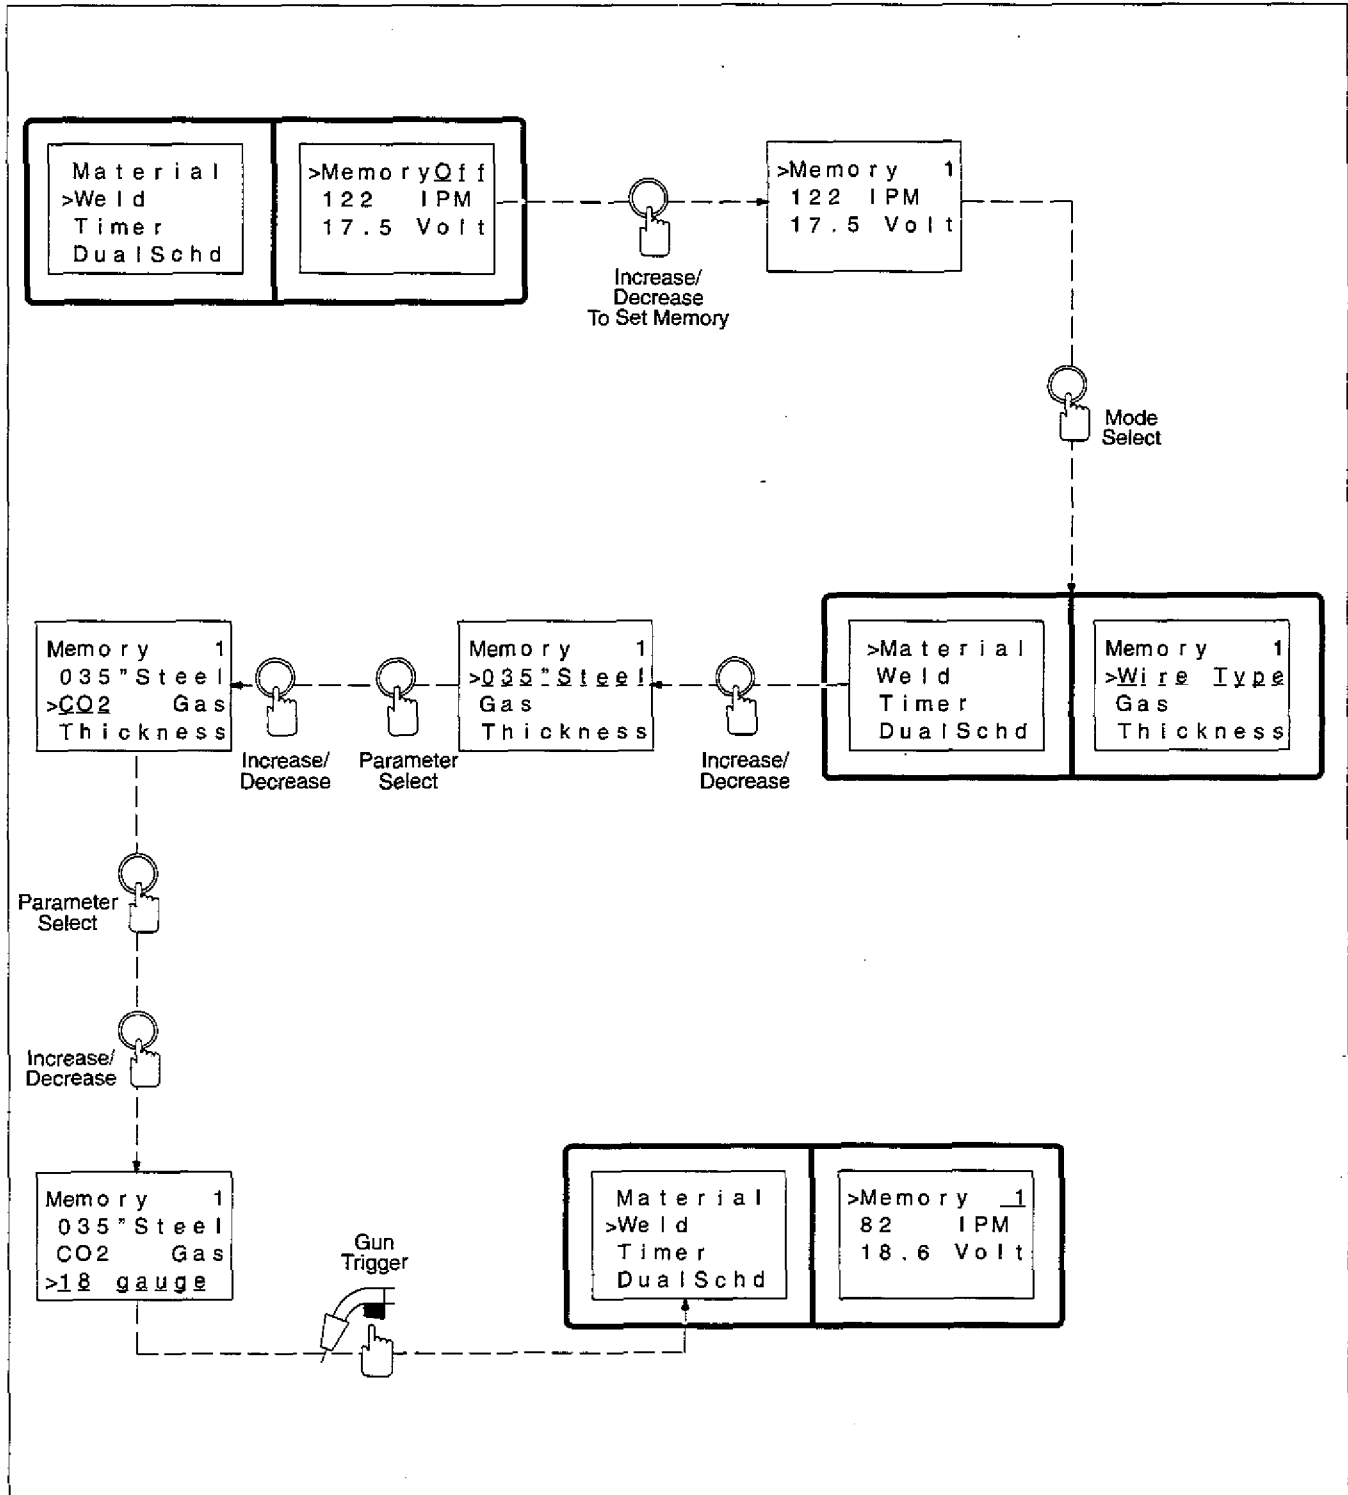 Material
>Weld
Timer
DualSchd
>MemoryOff
122 IPM
17.5 Volt
Increase/
Decrease
To Set Memory
>Memory 1
122 IPM
17.5 Volt
Mode
Select
>Material
Weld
Timer
DualSchd
Memory 1
>Wire Type
Gas
Thickness
Increase/
Decrease
Memory 1
>035"Steel
Gas
Thickness
Parameter
Select
Increase/
Decrease
Memory 1
035"Steel
>CO2 Gas
Thickness
Parameter
Select
Increase/
Decrease
Memory 1
035"Steel
CO2 Gas
>18 gauge
Gun
Trigger
Material
>Weld
Timer
DualSchd
>Memory 1
82 IPM
18.6 Volt